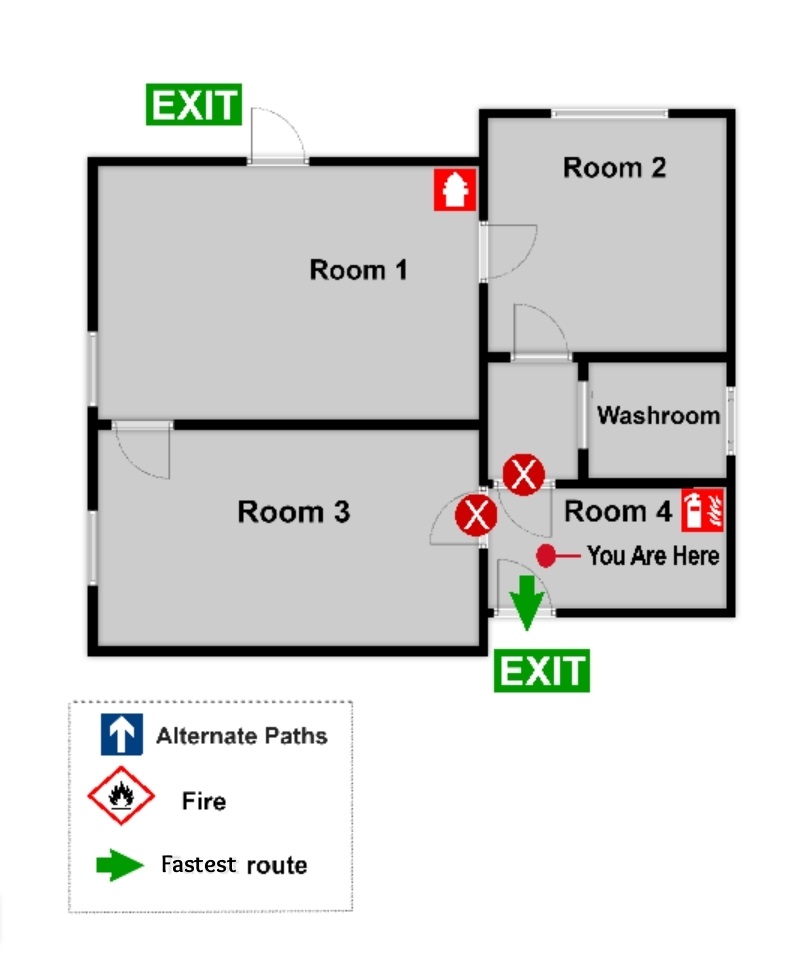 EXIT
Room 2
Room 1
Washroom
Room 3
X
X
Room 4
You Are Here
EXIT
Alternate Paths
Fire
Fastest route